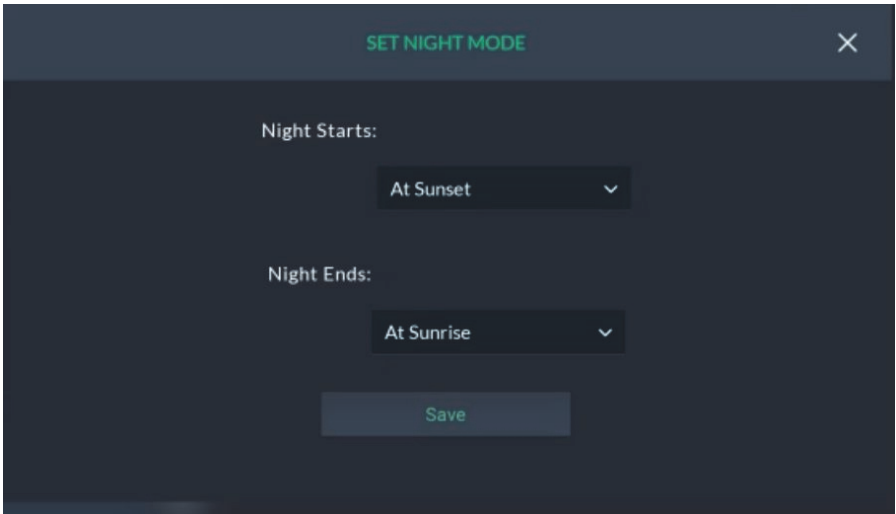 SET NIGHT MODE
Night Starts:
At Sunset
Night Ends:
At Sunrise
Save